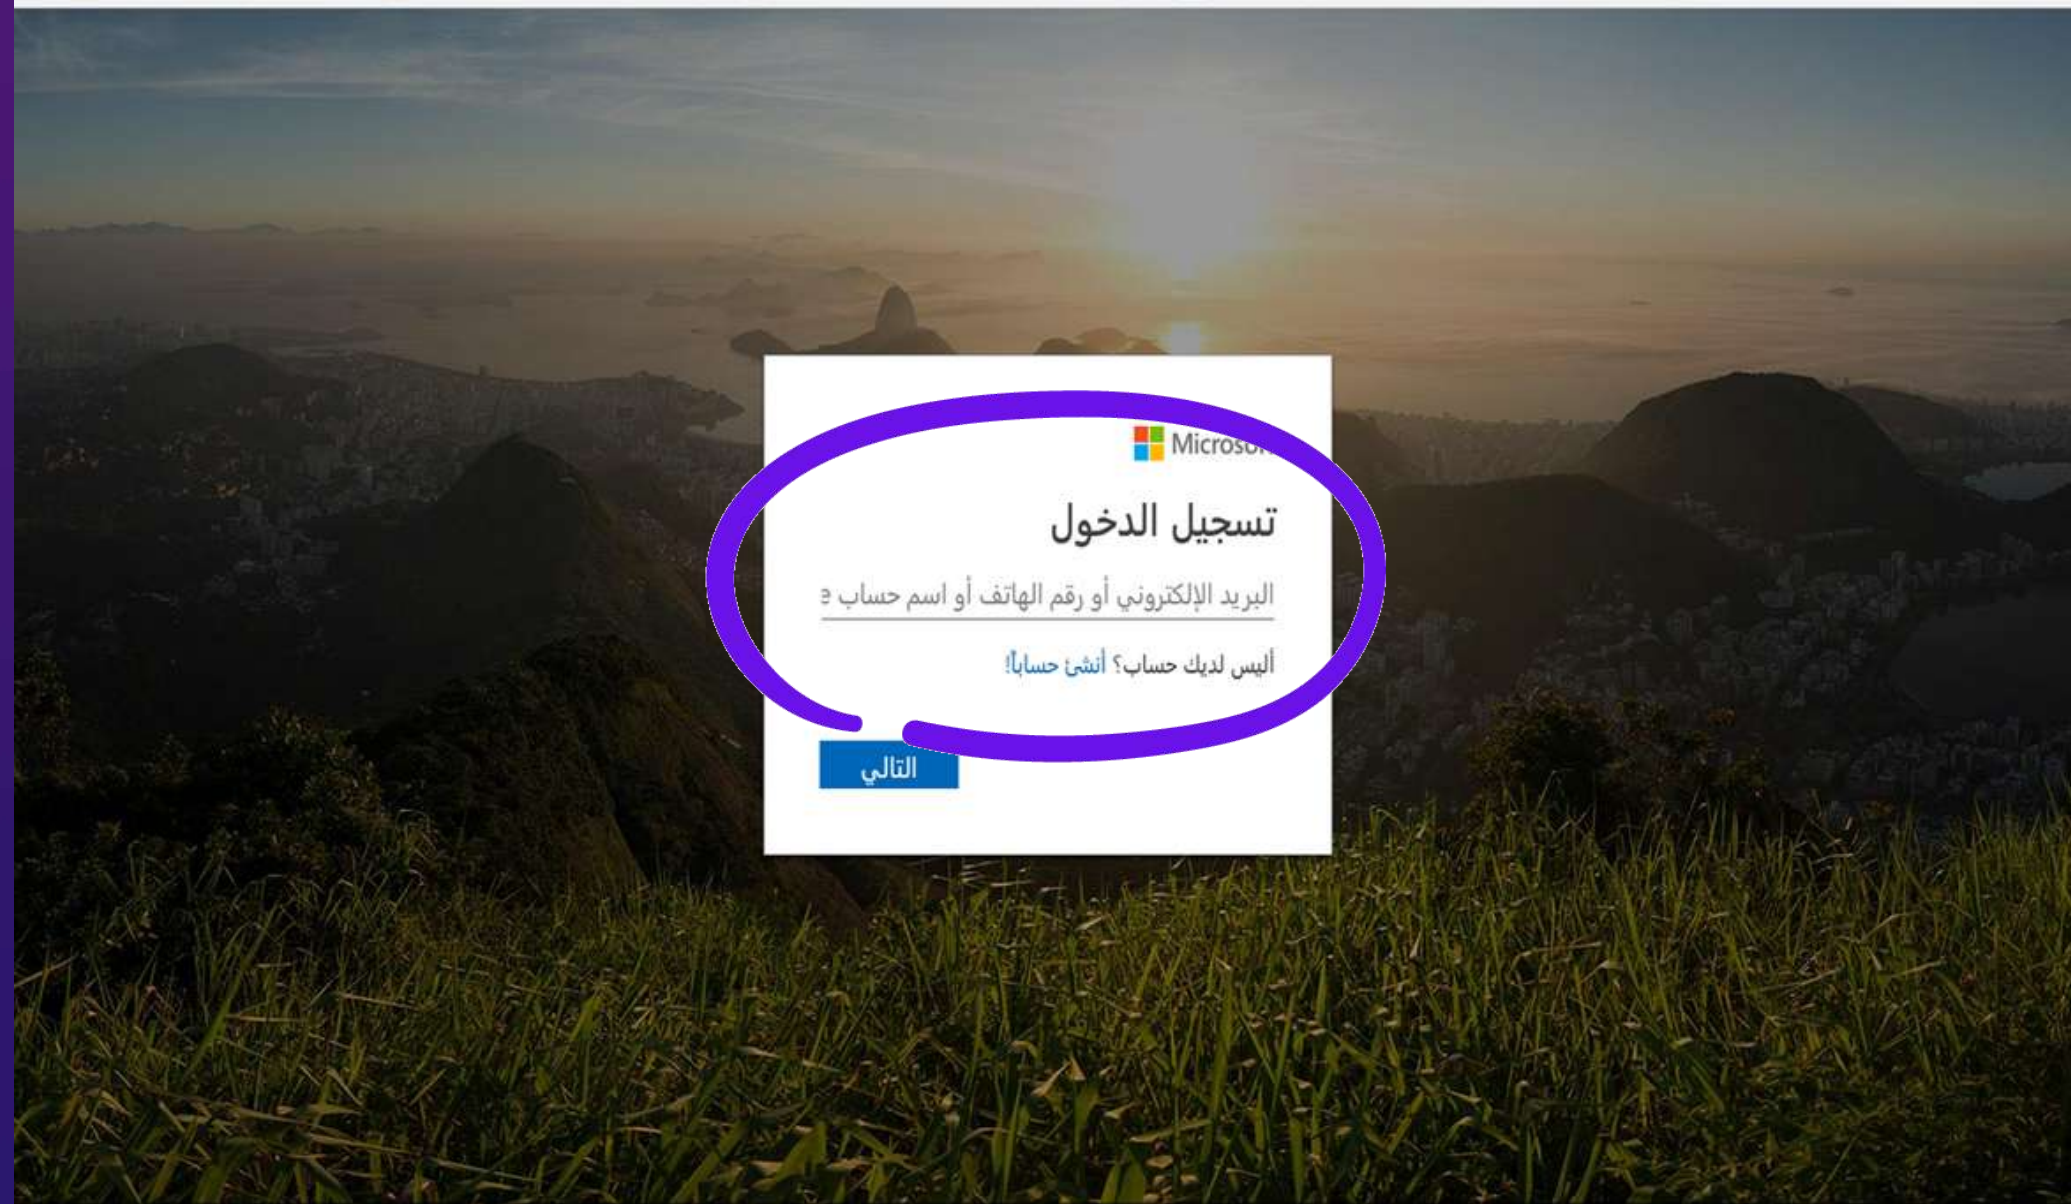 Microsoft
تسجيل الدخول
البريد الإلكتروني أو رقم الهاتف أو اسم حساب e
أليس لديك حساب؟ أنشئ حساباً!
التالي